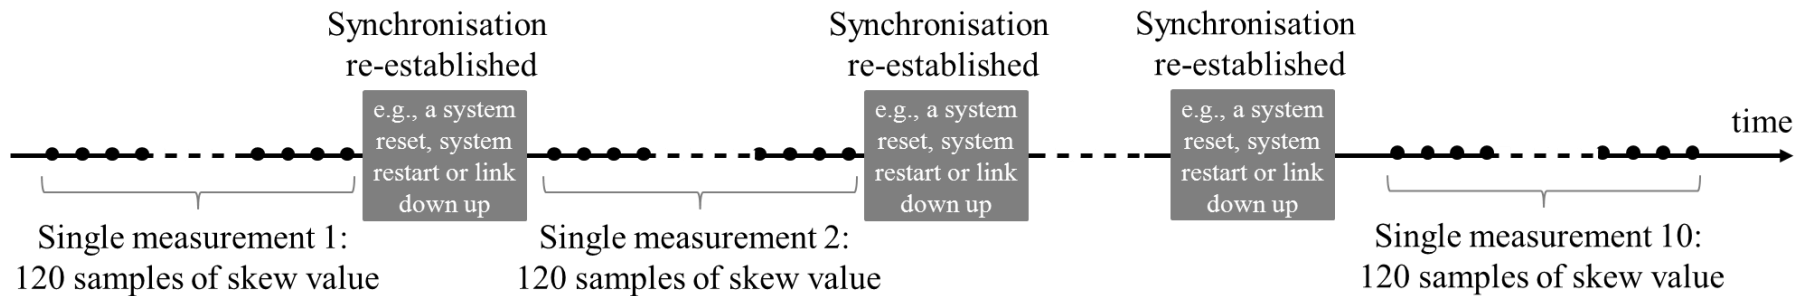 Synchronisation
re-established
e.g., a system
reset, system
restart or link
down up
Synchronisation
re-established
e.g., a system
reset, system
restart or link
down up
Synchronisation
re-established
e.g., a system
reset, system
restart or link
down up
time
Single measurement 1:
120 samples of skew value
Single measurement 2:
120 samples of skew value
Single measurement 10:
120 samples of skew value